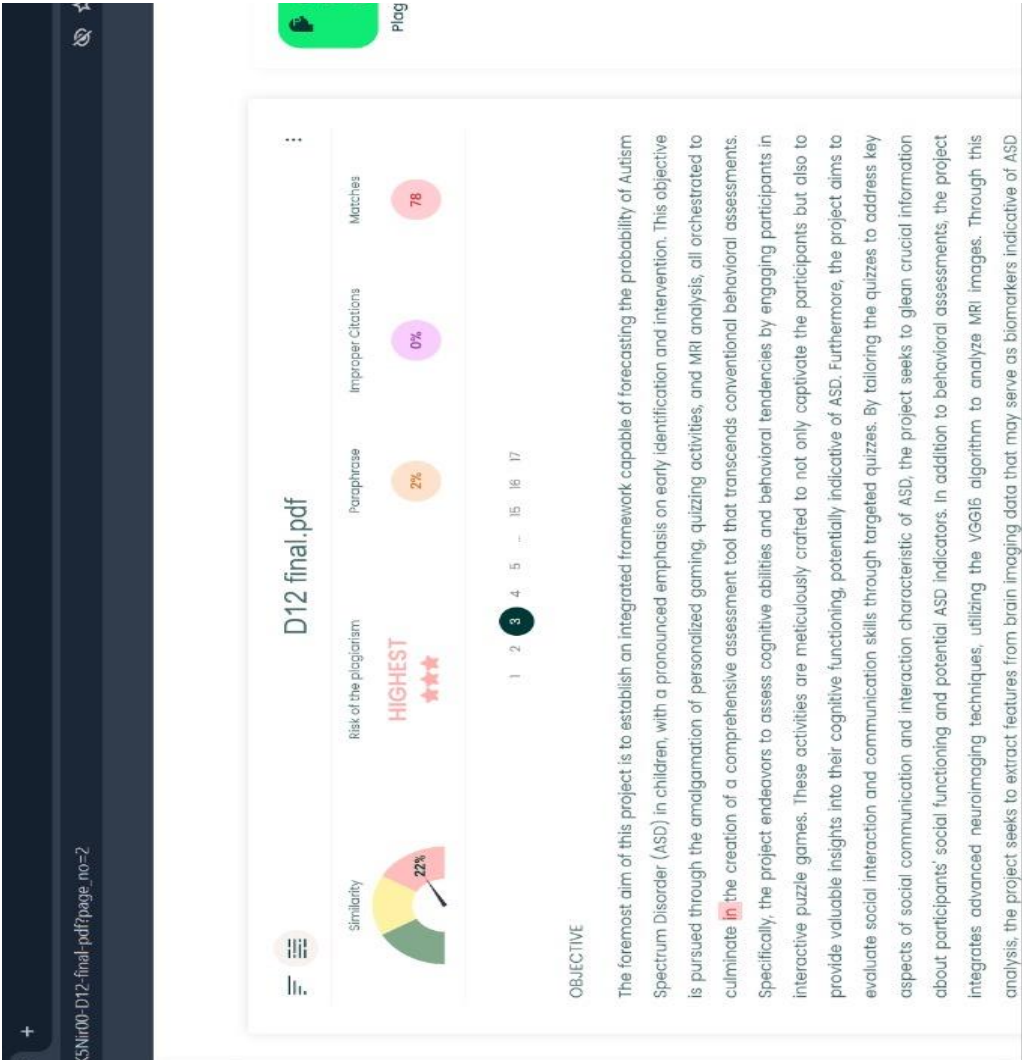 +
K5Nir00-D12-final-pdf?page_no=2
Plag
D12 final.pdf
Similarity
Risk of the plagiarism
Paraphrase
Improper Citations
Matches
22%
HIGHEST
2%
0%
78
1 2 3 4 5 ... 15 16 17
OBJECTIVE
The foremost aim of this project is to establish an integrated framework capable of forecasting the probability of Autism
Spectrum Disorder (ASD) in children, with a pronounced emphasis on early identification and intervention. This objective
is pursued through the amalgamation of personalized gaming, quizzing activities, and MRI analysis, all orchestrated to
culminate in the creation of a comprehensive assessment tool that transcends conventional behavioral assessments.
Specifically, the project endeavors to assess cognitive abilities and behavioral tendencies by engaging participants in
interactive puzzle games. These activities are meticulously crafted to not only captivate the participants but also to
provide valuable insights into their cognitive functioning, potentially indicative of ASD. Furthermore, the project aims to
evaluate social interaction and communication skills through targeted quizzes. By tailoring the quizzes to address key
aspects of social communication and interaction characteristic of ASD, the project seeks to glean crucial information
about participants' social functioning and potential ASD indicators. In addition to behavioral assessments, the project
integrates advanced neuroimaging techniques, utilizing the VGG16 algorithm to analyze MRI images. Through this
analysis, the project seeks to extract features from brain imaging data that may serve as biomarkers indicative of ASD